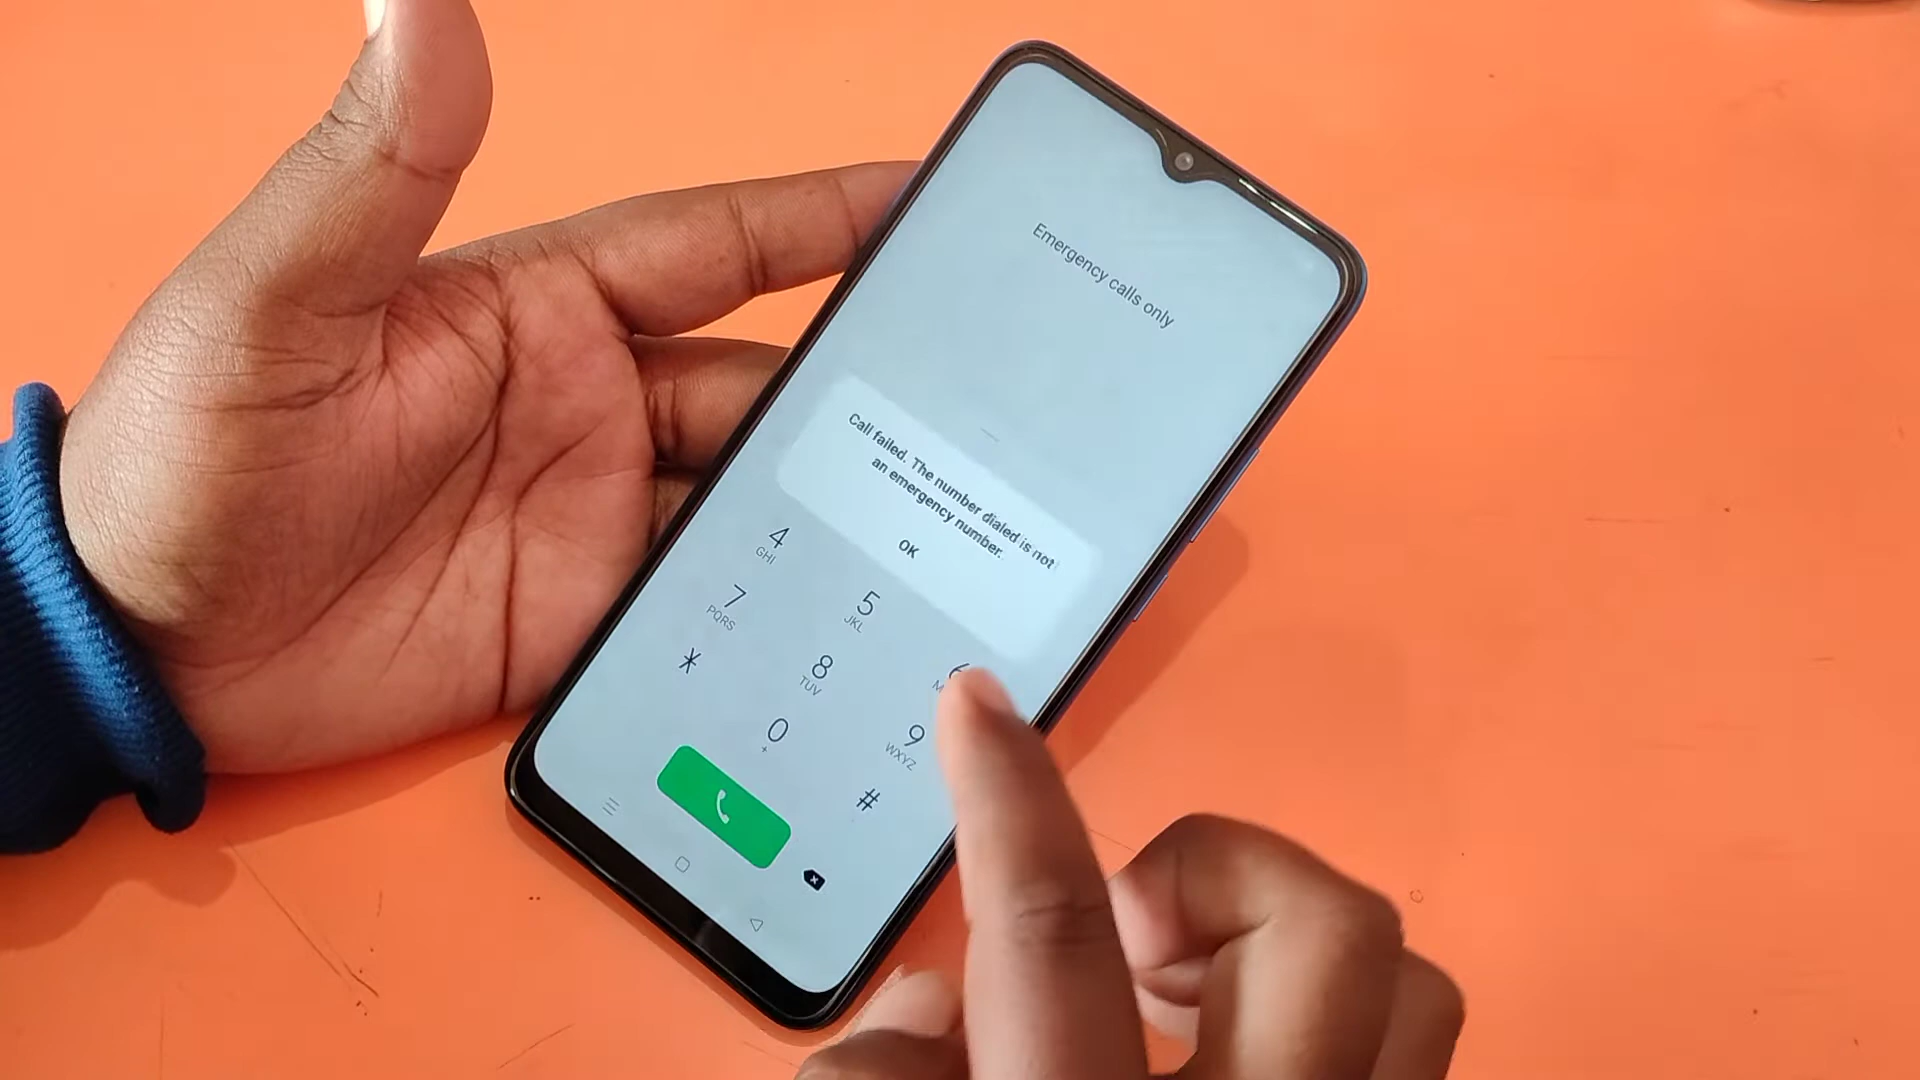 Emergency calls only
Call failed. The number dialed is not
an emergency number.
OK
4
GHI
5
JKL
7
PQRS
8
TUV
9
WXYZ
*
0
+
#